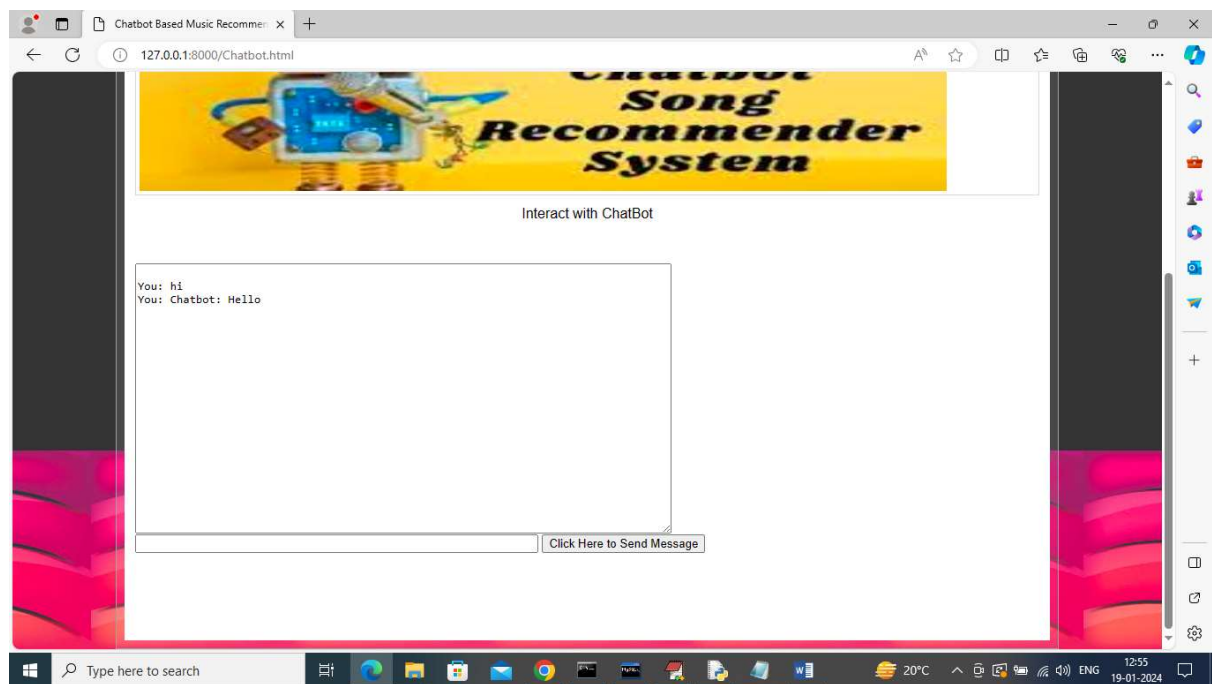 Chatbot Based Music Recommen
127.0.0.1:8000/Chatbot.html
Chatbot
Song
Recommender
System
Interact with ChatBot
You: hi
You: Chatbot: Hello
Click Here to Send Message
Type here to search
20°C
ENG
12:55
19-01-2024